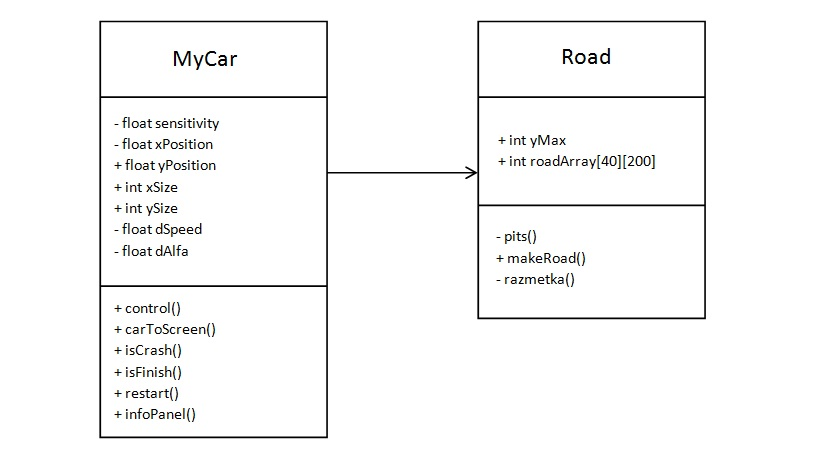 MyCar
- float sensitivity
- float xPosition
+ float yPosition
+ int xSize
+ int ySize
- float dSpeed
- float dAlfa
+ control()
+ carToScreen()
+ isCrash()
+ isFinish()
+ restart()
+ infoPanel()
Road
+ int yMax
+ int roadArray[40][200]
- pits()
+ makeRoad()
- razmetka()